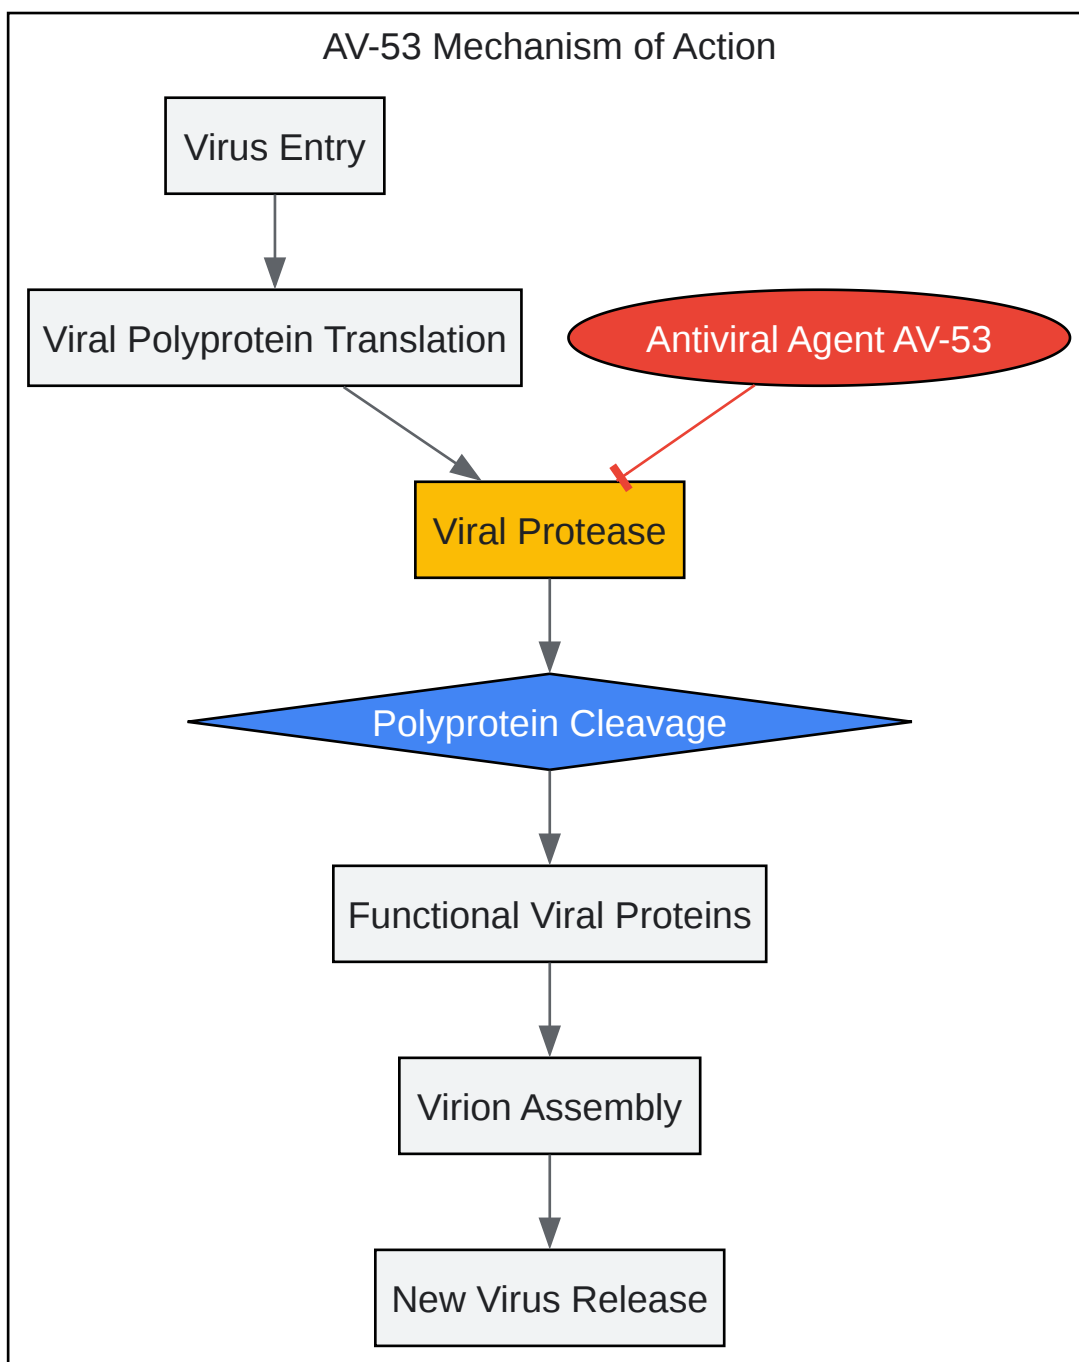 AV-53 Mechanism of Action
Virus Entry
Viral Polyprotein Translation
Antiviral Agent AV-53
Viral Protease
Polyprotein Cleavage
Functional Viral Proteins
Virion Assembly
New Virus Release